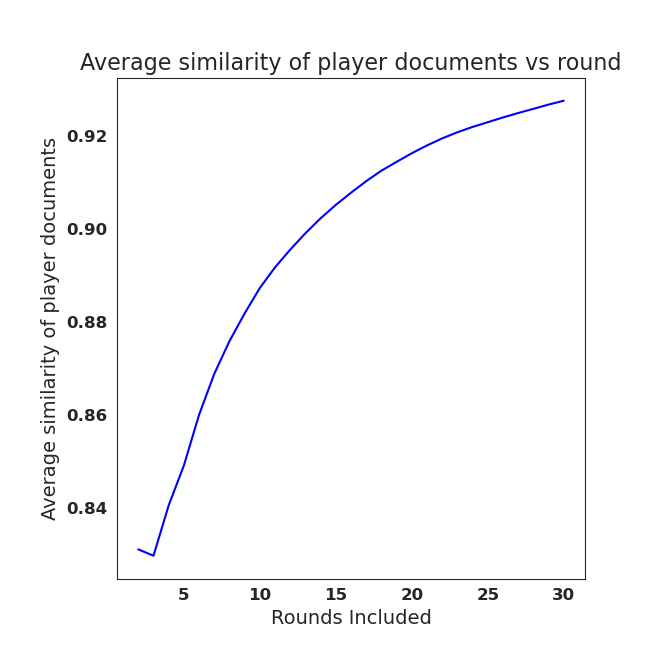 Average similarity of player documents vs round
Average similarity of player documents
0.92
0.90
0.88
0.86
0.84
5 10 15 20 25 30
Rounds Included